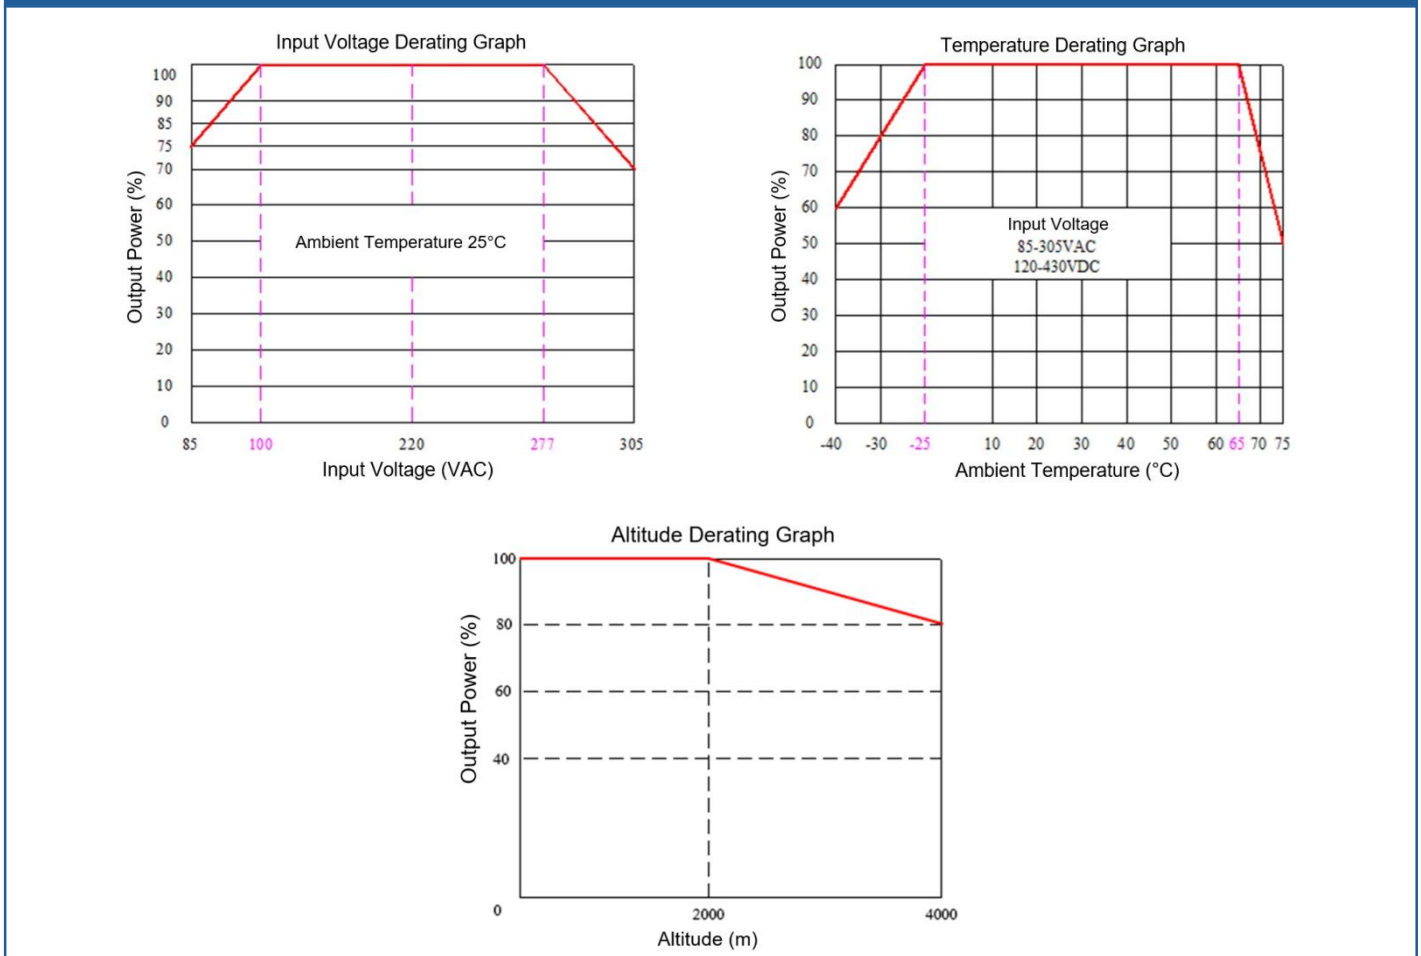 Input Voltage Derating Graph
100
90
85
75
70
60
50
40
30
20
10
0
Output Power (%)
Ambient Temperature 25°C
85 100 220 277 305
Input Voltage (VAC)
Temperature Derating Graph
100
90
80
70
60
50
40
30
20
10
0
Output Power (%)
Input Voltage
85-305VAC
120-430VDC
-40 -30 -25 10 20 30 40 50 60 65 70 75
Ambient Temperature (°C)
Altitude Derating Graph
100
80
60
40
0
Output Power (%)
2000 4000
Altitude (m)